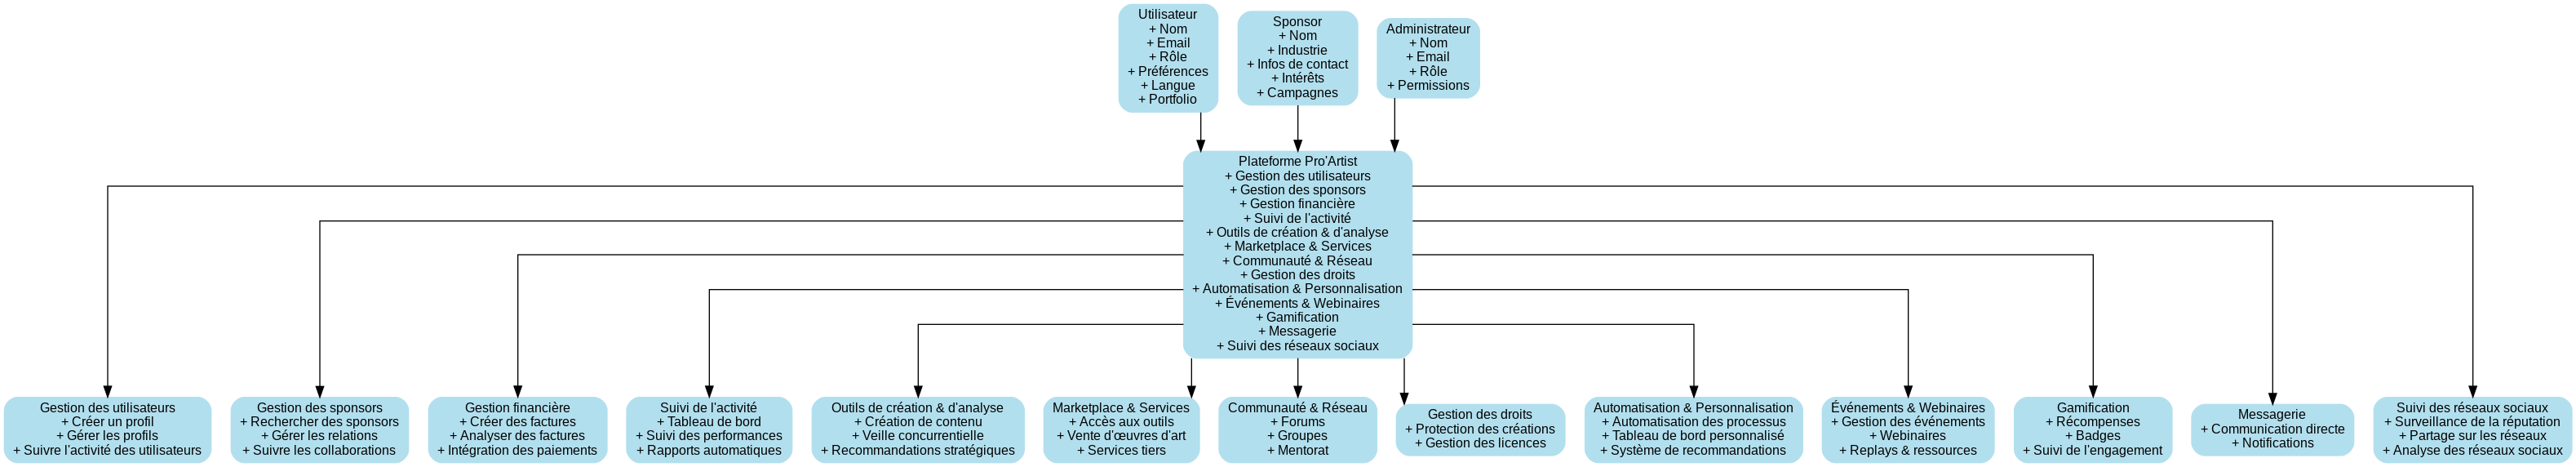 Utilisateur
+ Nom
+ Email
+ Rôle
+ Préférences
+ Langue
+ Portfolio
Sponsor
+ Nom
+ Industrie
+ Infos de contact
+ Intérêts
+ Campagnes
Administrateur
+ Nom
+ Email
+ Rôle
+ Permissions
Plateforme Pro'Artist
+ Gestion des utilisateurs
+ Gestion des sponsors
+ Gestion financière
+ Suivi de l'activité
+ Outils de création & d'analyse
+ Marketplace & Services
+ Communauté & Réseau
+ Gestion des droits
+ Automatisation & Personnalisation
+ Événements & Webinaires
+ Gamification
+ Messagerie
+ Suivi des réseaux sociaux
Gestion des utilisateurs
+ Créer un profil
+ Gérer les profils
+ Suivre l'activité des utilisateurs
Gestion des sponsors
+ Rechercher des sponsors
+ Gérer les relations
+ Suivre les collaborations
Gestion financière
+ Créer des factures
+ Analyser des factures
+ Intégration des paiements
Suivi de l'activité
+ Tableau de bord
+ Suivi des performances
+ Rapports automatiques
Outils de création & d'analyse
+ Création de contenu
+ Veille concurrentielle
+ Recommandations stratégiques
Marketplace & Services
+ Accès aux outils
+ Vente d'œuvres d'art
+ Services tiers
Communauté & Réseau
+ Forums
+ Groupes
+ Mentorat
Gestion des droits
+ Protection des créations
+ Gestion des licences
Automatisation & Personnalisation
+ Automatisation des processus
+ Tableau de bord personnalisé
+ Système de recommandations
Événements & Webinaires
+ Gestion des événements
+ Webinaires
+ Replays & ressources
Gamification
+ Récompenses
+ Badges
+ Suivi de l'engagement
Messagerie
+ Communication directe
+ Notifications
Suivi des réseaux sociaux
+ Surveillance de la réputation
+ Partage sur les réseaux
+ Analyse des réseaux sociaux